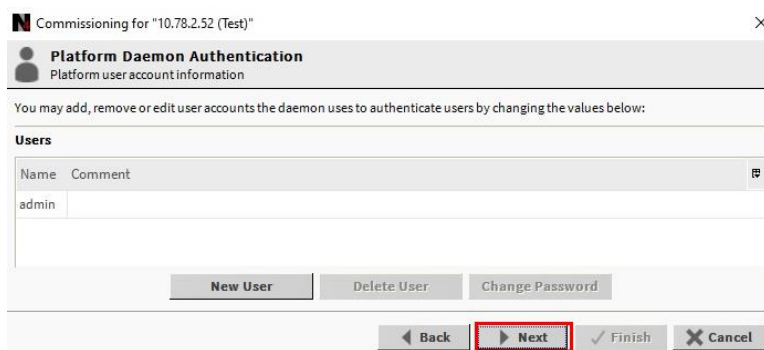 Commissioning for "10.78.2.52 (Test)"
Platform Daemon Authentication
Platform user account information
You may add, remove or edit user accounts the daemon uses to authenticate users by changing the values below:
Users
Name Comment
admin
New User Delete User Change Password
Back Next Finish Cancel